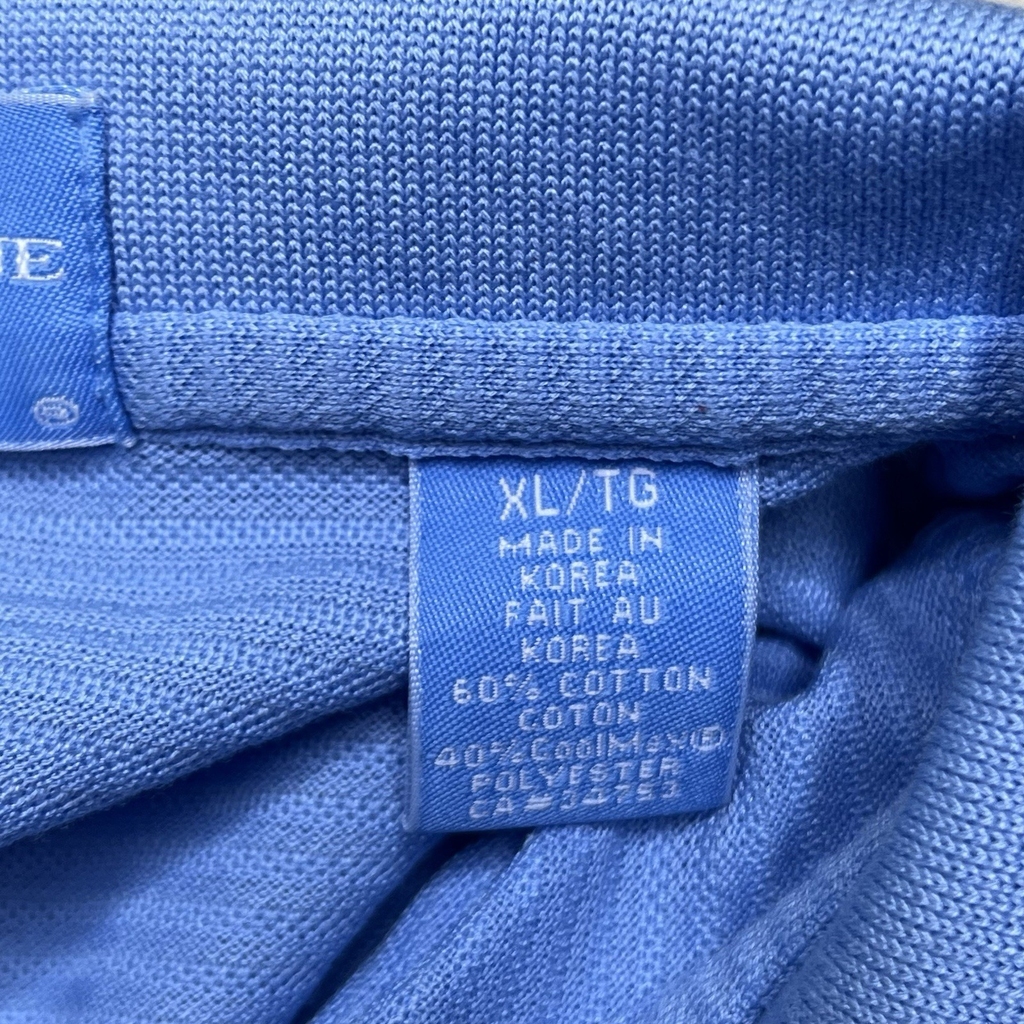 XL/TG
MADE IN
KOREA
FAIT AU
KOREA
60% COTTON
COTON
40% CoolMax®
POLYESTER